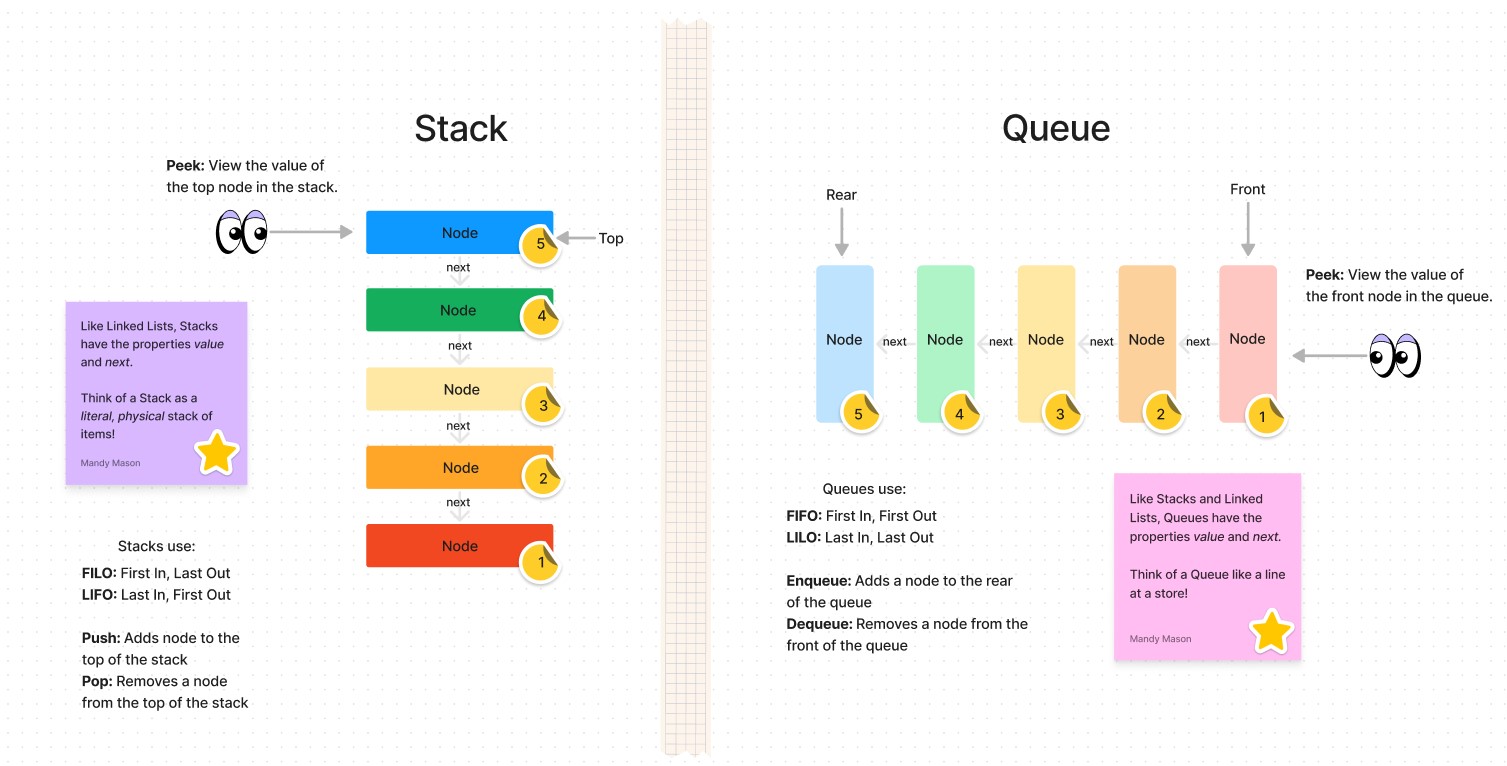 Stack
Peek: View the value of
the top node in the stack.
Node
5
Top
next
Node
4
next
Node
3
next
Node
2
next
Node
1
Like Linked Lists, Stacks
have the properties value
and next.
Think of a Stack as a
literal, physical stack of
items!
Mandy Mason
Stacks use:
FILO: First In, Last Out
LIFO: Last In, First Out
Push: Adds node to the
top of the stack
Pop: Removes a node
from the top of the stack
Queue
Rear
Front
Peek: View the value of
the front node in the queue.
Node
next
Node
next
Node
next
Node
next
Node
5
4
3
2
1
Queues use:
FIFO: First In, First Out
LILO: Last In, Last Out
Enqueue: Adds a node to the rear
of the queue
Dequeue: Removes a node from the
front of the queue
Like Stacks and Linked
Lists, Queues have the
properties value and next.
Think of a Queue like a line
at a store!
Mandy Mason